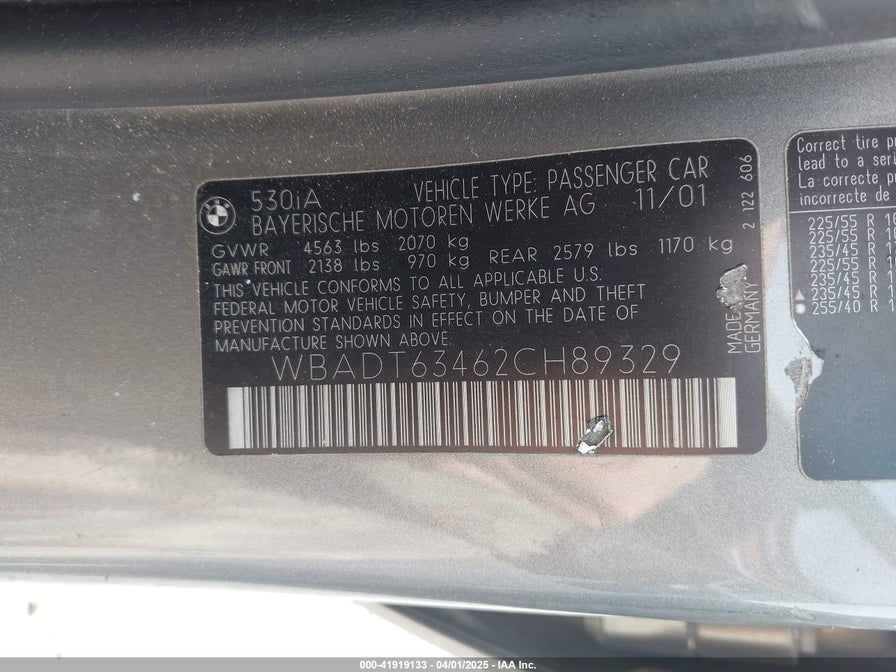 530iA VEHICLE TYPE: PASSENGER CAR
BAYERISCHE MOTOREN WERKE AG 11/01
GVWR 4563 lbs 2070 kg
GAWR FRONT 2138 lbs 970 kg REAR 2579 lbs 1170 kg
THIS VEHICLE CONFORMS TO ALL APPLICABLE U.S.
FEDERAL MOTOR VEHICLE SAFETY, BUMPER AND THEFT
PREVENTION STANDARDS IN EFFECT ON THE DATE OF
MANUFACTURE SHOWN ABOVE.
WBADT63462CH89329
2 122 606
MADE
GERMANY
Correct tire
lead to a
La correcte
incorrecte de
225/55 R
225/55 R
235/45 R
225/55 R
235/45 R
235/45 R
255/40 R
000-41919133 - 04/01/2025 - IAA Inc.